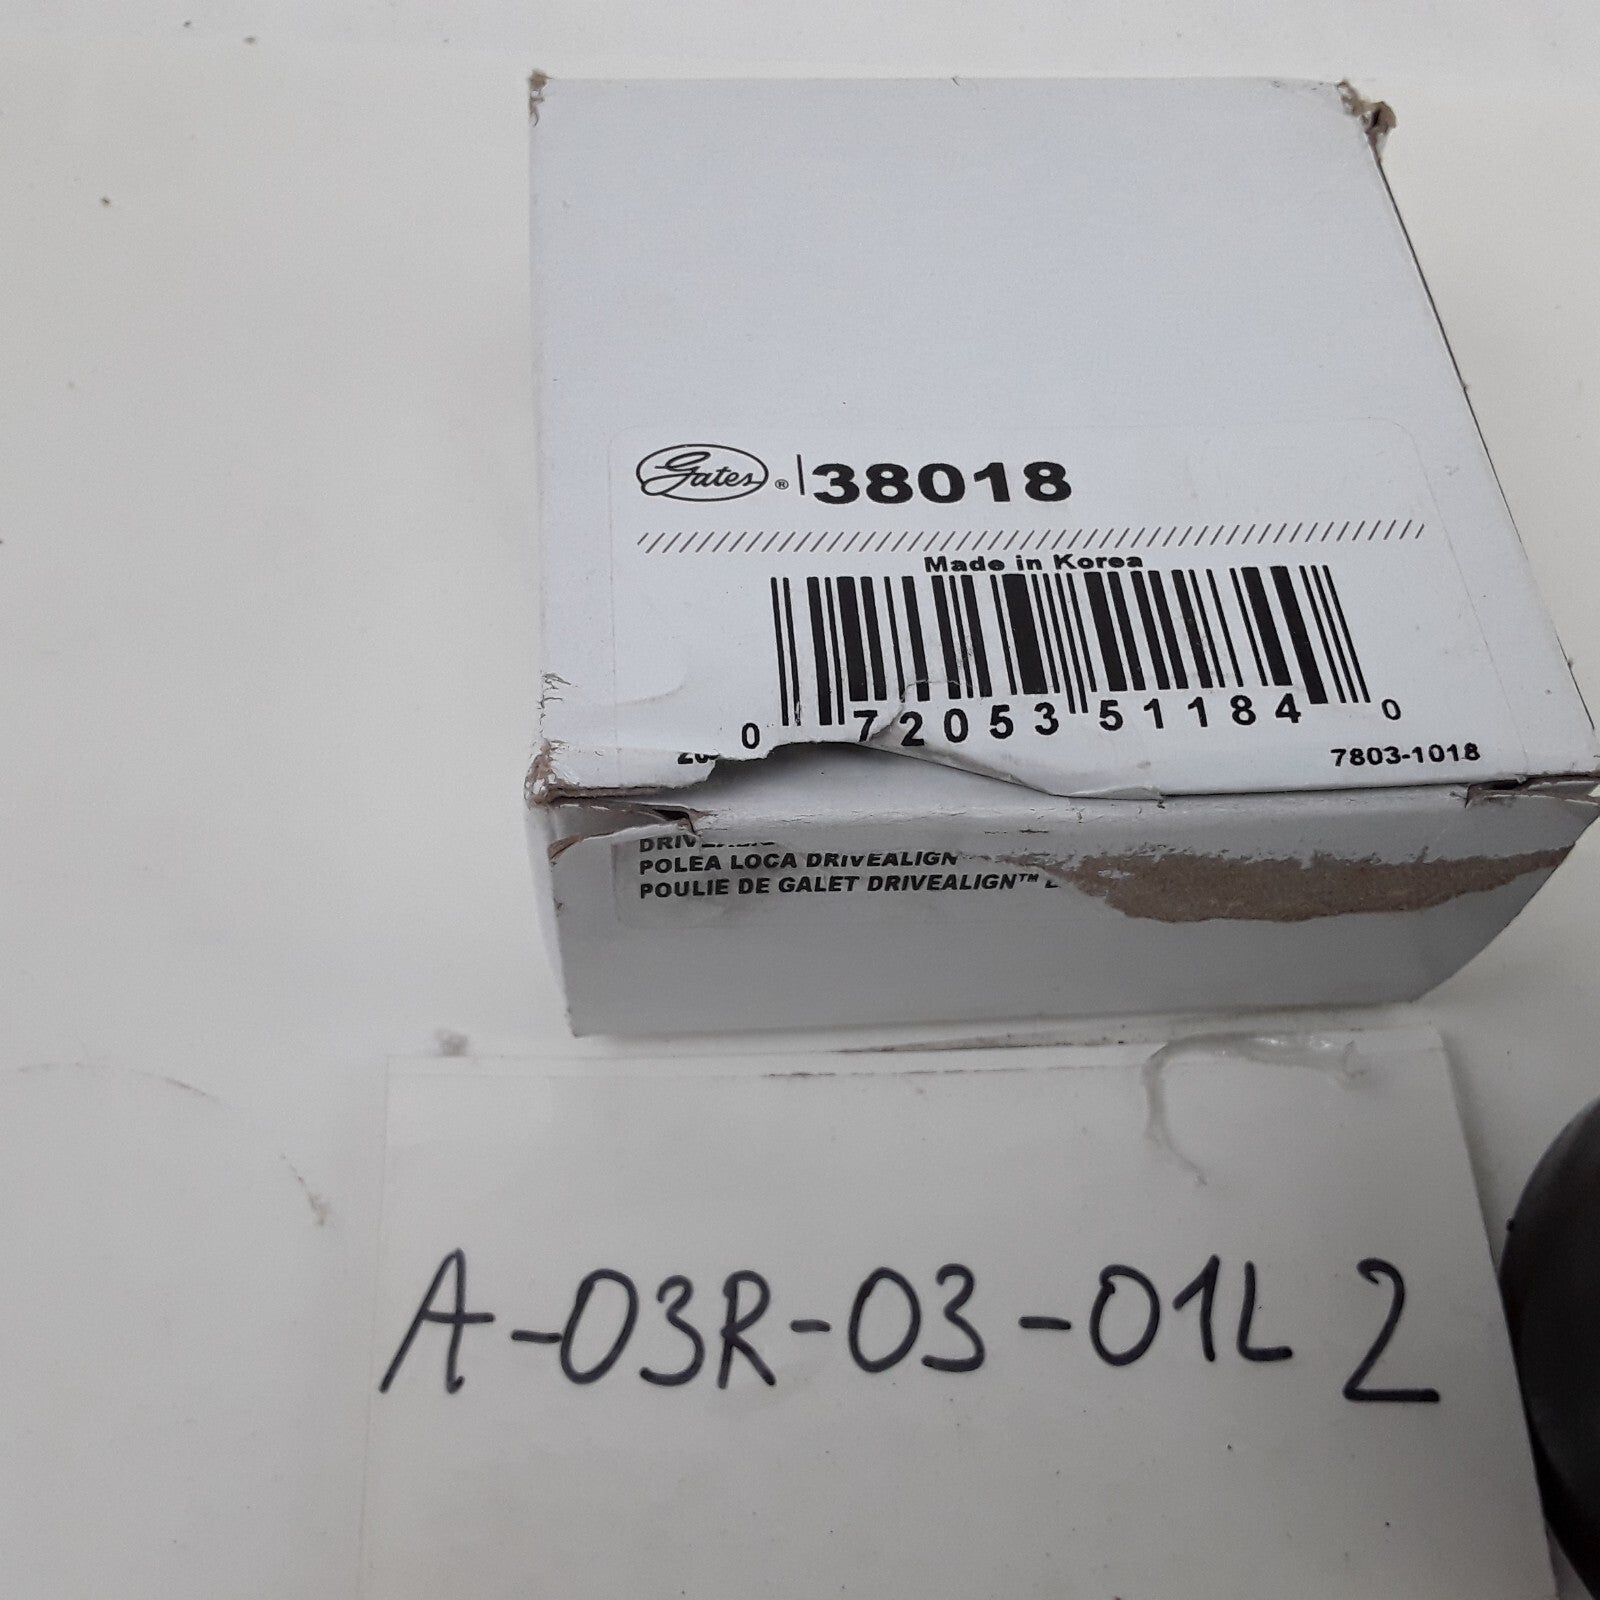 Gates® | 38018
Made in Korea
0 72053 51184 0
7803-1018
POLEA LOCA DRIVEALIGN
POULIE DE GALET DRIVEALIGN™
A-03R-03-01L 2